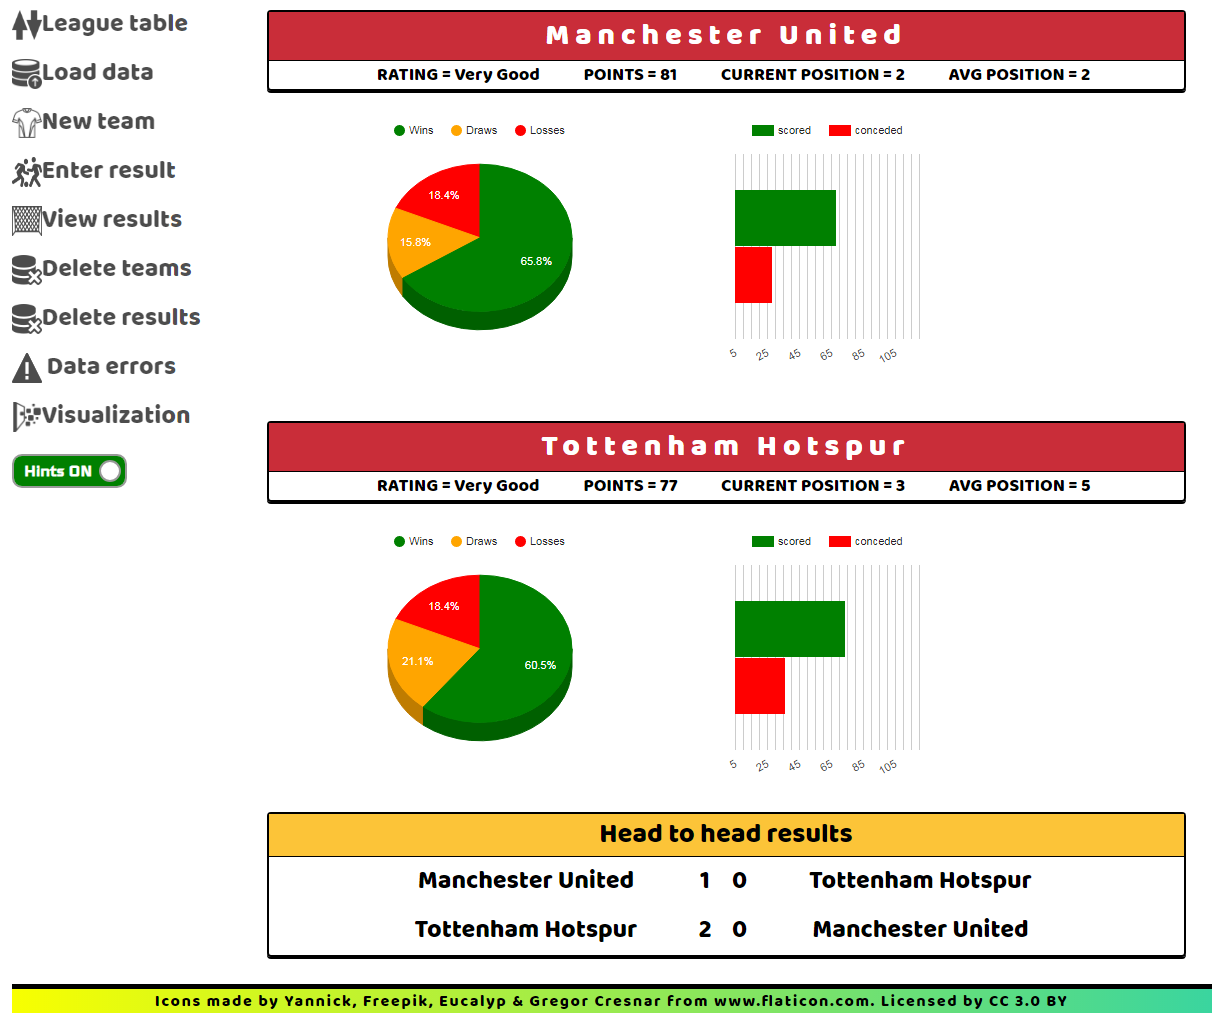 League table
Load data
New team
Enter result
View results
Delete teams
Delete results
Data errors
Visualization
Hints ON
Manchester United
RATING = Very Good POINTS = 81 CURRENT POSITION = 2 AVG POSITION = 2
Wins Draws Losses
18.4%
15.8%
65.8%
scored conceded
5 25 45 65 85 105
Tottenham Hotspur
RATING = Very Good POINTS = 77 CURRENT POSITION = 3 AVG POSITION = 5
Wins Draws Losses
18.4%
21.1%
60.5%
scored conceded
5 25 45 65 85 105
Head to head results
Manchester United 1 0 Tottenham Hotspur
Tottenham Hotspur 2 0 Manchester United
Icons made by Yannick, Freepik, Eucalyp & Gregor Cresnar from www.flaticon.com. Licensed by CC 3.0 BY